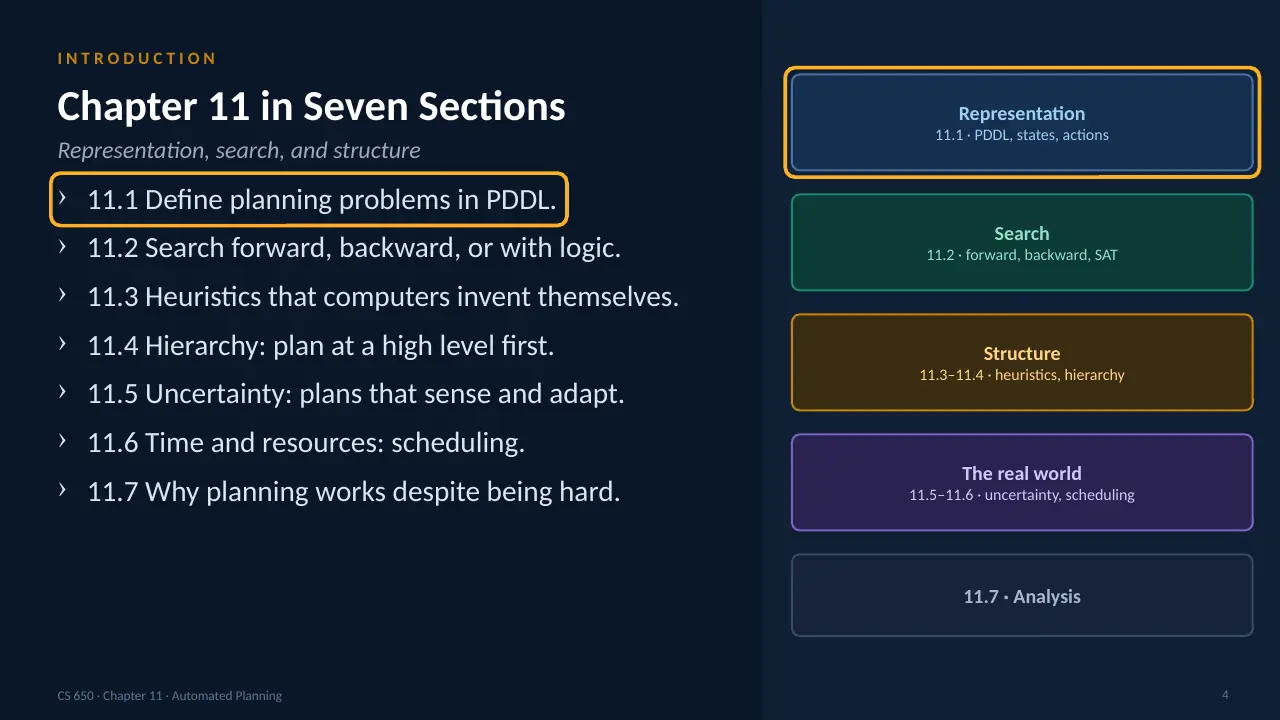 INTRODUCTION
Chapter 11 in Seven Sections
Representation, search, and structure
› 11.1 Define planning problems in PDDL.
› 11.2 Search forward, backward, or with logic.
› 11.3 Heuristics that computers invent themselves.
› 11.4 Hierarchy: plan at a high level first.
› 11.5 Uncertainty: plans that sense and adapt.
› 11.6 Time and resources: scheduling.
› 11.7 Why planning works despite being hard.
Representation
11.1 · PDDL, states, actions
Search
11.2 · forward, backward, SAT
Structure
11.3–11.4 · heuristics, hierarchy
The real world
11.5–11.6 · uncertainty, scheduling
11.7 · Analysis
CS 650 · Chapter 11 · Automated Planning
4